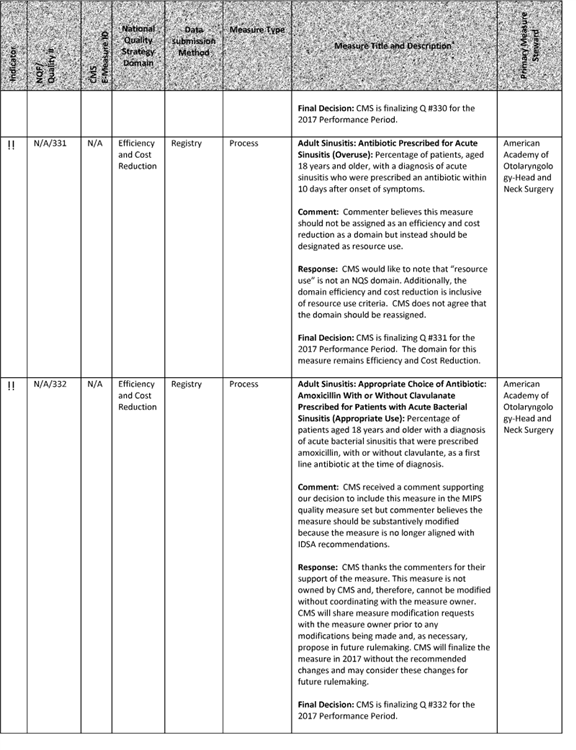 Indicator
NQF/
Quality #
CMS
E-Measure ID
National
Quality
Strategy
Domain
Data
submission
Method
Measure Type
Measure Title and Description*
Primary Measure
Steward
Final Decision: CMS is finalizing Q #330 for the
2017 Performance Period.
!!
N/A/331
N/A
Efficiency
and Cost
Reduction
Registry
Process
Adult Sinusitis: Antibiotic Prescribed for Acute
Sinusitis (Overuse): Percentage of patients, aged
18 years and older, with a diagnosis of acute
sinusitis who were prescribed an antibiotic within
10 days after onset of symptoms.
Comment: Commenter believes this measure
should not be assigned as an efficiency and cost
reduction as a domain but instead should be
designated as resource use.
Response: CMS would like to note that “resource
use” is not an NQS domain. Additionally, the
domain efficiency and cost reduction is inclusive
of resource use criteria. CMS does not agree that
the domain should be reassigned.
Final Decision: CMS is finalizing Q #331 for the
2017 Performance Period. The domain for this
measure remains Efficiency and Cost Reduction.
American
Academy of
Otolaryngolo
gy-Head and
Neck Surgery
!!
N/A/332
N/A
Efficiency
and Cost
Reduction
Registry
Process
Adult Sinusitis: Appropriate Choice of Antibiotic:
Amoxicillin With or Without Clavulanate
Prescribed for Patients with Acute Bacterial
Sinusitis (Appropriate Use): Percentage of
patients aged 18 years and older with a diagnosis
of acute bacterial sinusitis that were prescribed
amoxicillin, with or without clavulante, as a first
line antibiotic at the time of diagnosis.
Comment: CMS received a comment supporting
our decision to include this measure in the MIPS
quality measure set but commenter believes the
measure should be substantively modified
because the measure is no longer aligned with
IDSA recommendations.
Response: CMS thanks the commenters for their
support of the measure. This measure is not
owned by CMS and, therefore, cannot be modified
without coordinating with the measure owner.
CMS will share measure modification requests
with the measure owner prior to any
modifications being made and, as necessary,
propose in future rulemaking. CMS will finalize the
measure in 2017 without the recommended
changes and may consider these changes for
future rulemaking.
Final Decision: CMS is finalizing Q #332 for the
2017 Performance Period.
American
Academy of
Otolaryngolo
gy-Head and
Neck Surgery